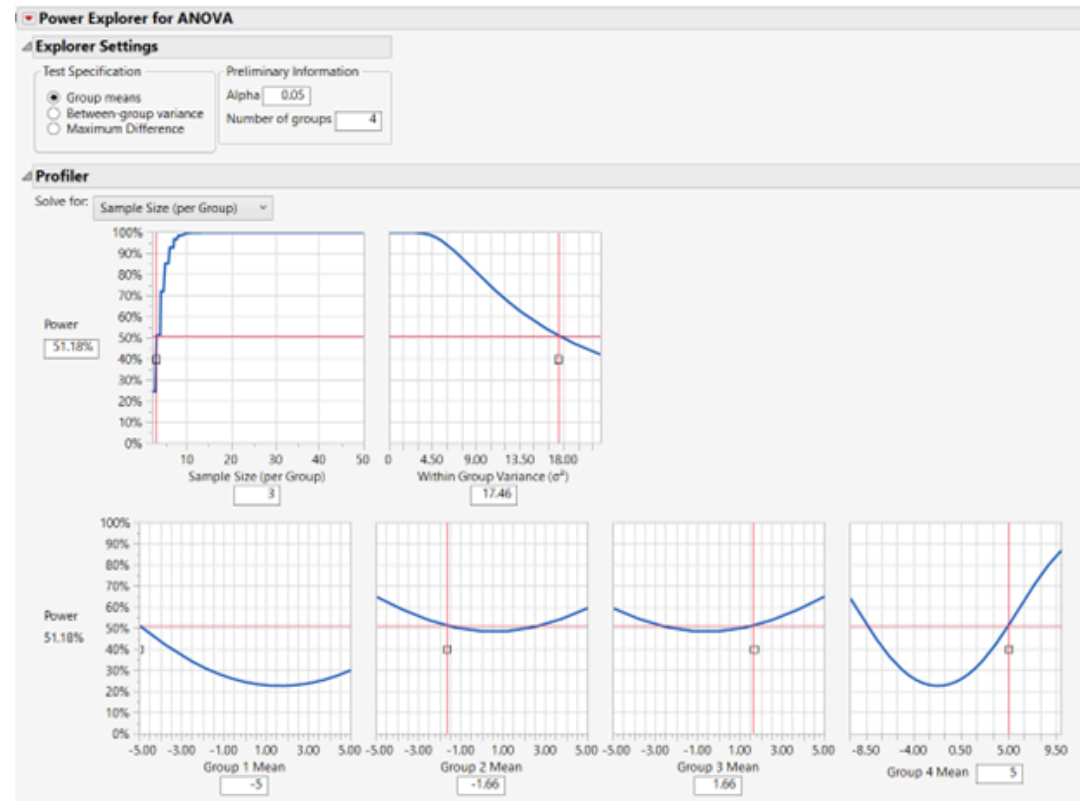 Power Explorer for ANOVA
Explorer Settings
Test Specification
Preliminary Information
Group means
Between-group variance
Maximum Difference
Alpha 0.05
Number of groups 4
Profiler
Solve for: Sample Size (per Group)
Power
51.18%
100%
90%
80%
70%
60%
50%
40%
30%
20%
10%
0%
10 20 30 40 50
Sample Size (per Group)
3
0 4.50 9.00 13.50 18.00
Within Group Variance (σ²)
17.46
Power
51.18%
100%
90%
80%
70%
60%
50%
40%
30%
20%
10%
0%
-5.00 -3.00 -1.00 1.00 3.00 5.00
Group 1 Mean
-5
-5.00 -3.00 -1.00 1.00 3.00 5.00
Group 2 Mean
-1.66
-5.00 -3.00 -1.00 1.00 3.00 5.00
Group 3 Mean
1.66
-8.50 -4.00 0.50 5.00 9.50
Group 4 Mean 5